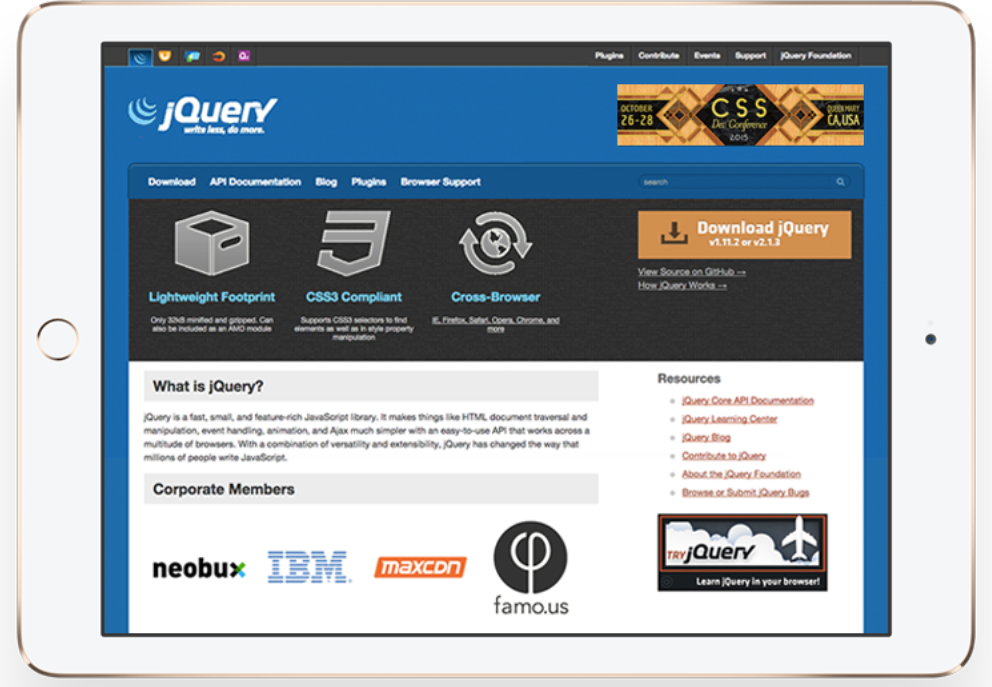 Plugins Contribute Events Support jQuery Foundation
jQuery
write less, do more.
OCTOBER
26-28
CSS
Dev Conference
2015
QUEEN MARY
CA, USA
Download API Documentation Blog Plugins Browser Support
search
Download jQuery
v1.11.2 or v2.1.3
View Source on GitHub →
How jQuery Works →
Lightweight Footprint
Only 32kB minified and gzipped. Can
also be included as an AMD module
CSS3 Compliant
Supports CSS3 selectors to find
elements as well as in style property
manipulation
Cross-Browser
IE, Firefox, Safari, Opera, Chrome, and
more
What is jQuery?
jQuery is a fast, small, and feature-rich JavaScript library. It makes things like HTML document traversal and
manipulation, event handling, animation, and Ajax much simpler with an easy-to-use API that works across a
multitude of browsers. With a combination of versatility and extensibility, jQuery has changed the way that
millions of people write JavaScript.
Corporate Members
neobux IBM. maxcdn
famo.us
Resources
jQuery Core API Documentation
jQuery Learning Center
jQuery Blog
Contribute to jQuery
About the jQuery Foundation
Browse or Submit jQuery Bugs
TRY jQuery
Learn jQuery in your browser!